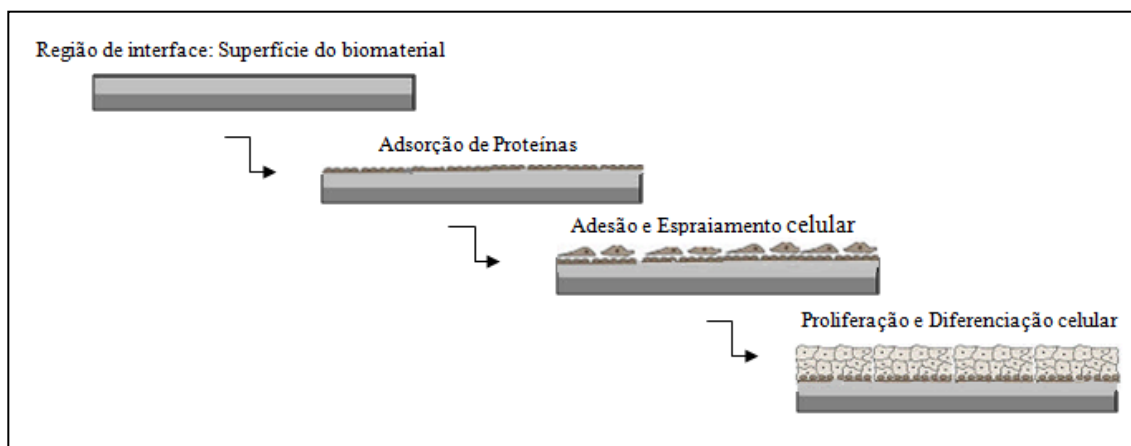 Região de interface: Superfície do biomaterial
Adsorção de Proteínas
Adesão e Espraiamento celular
Proliferação e Diferenciação celular